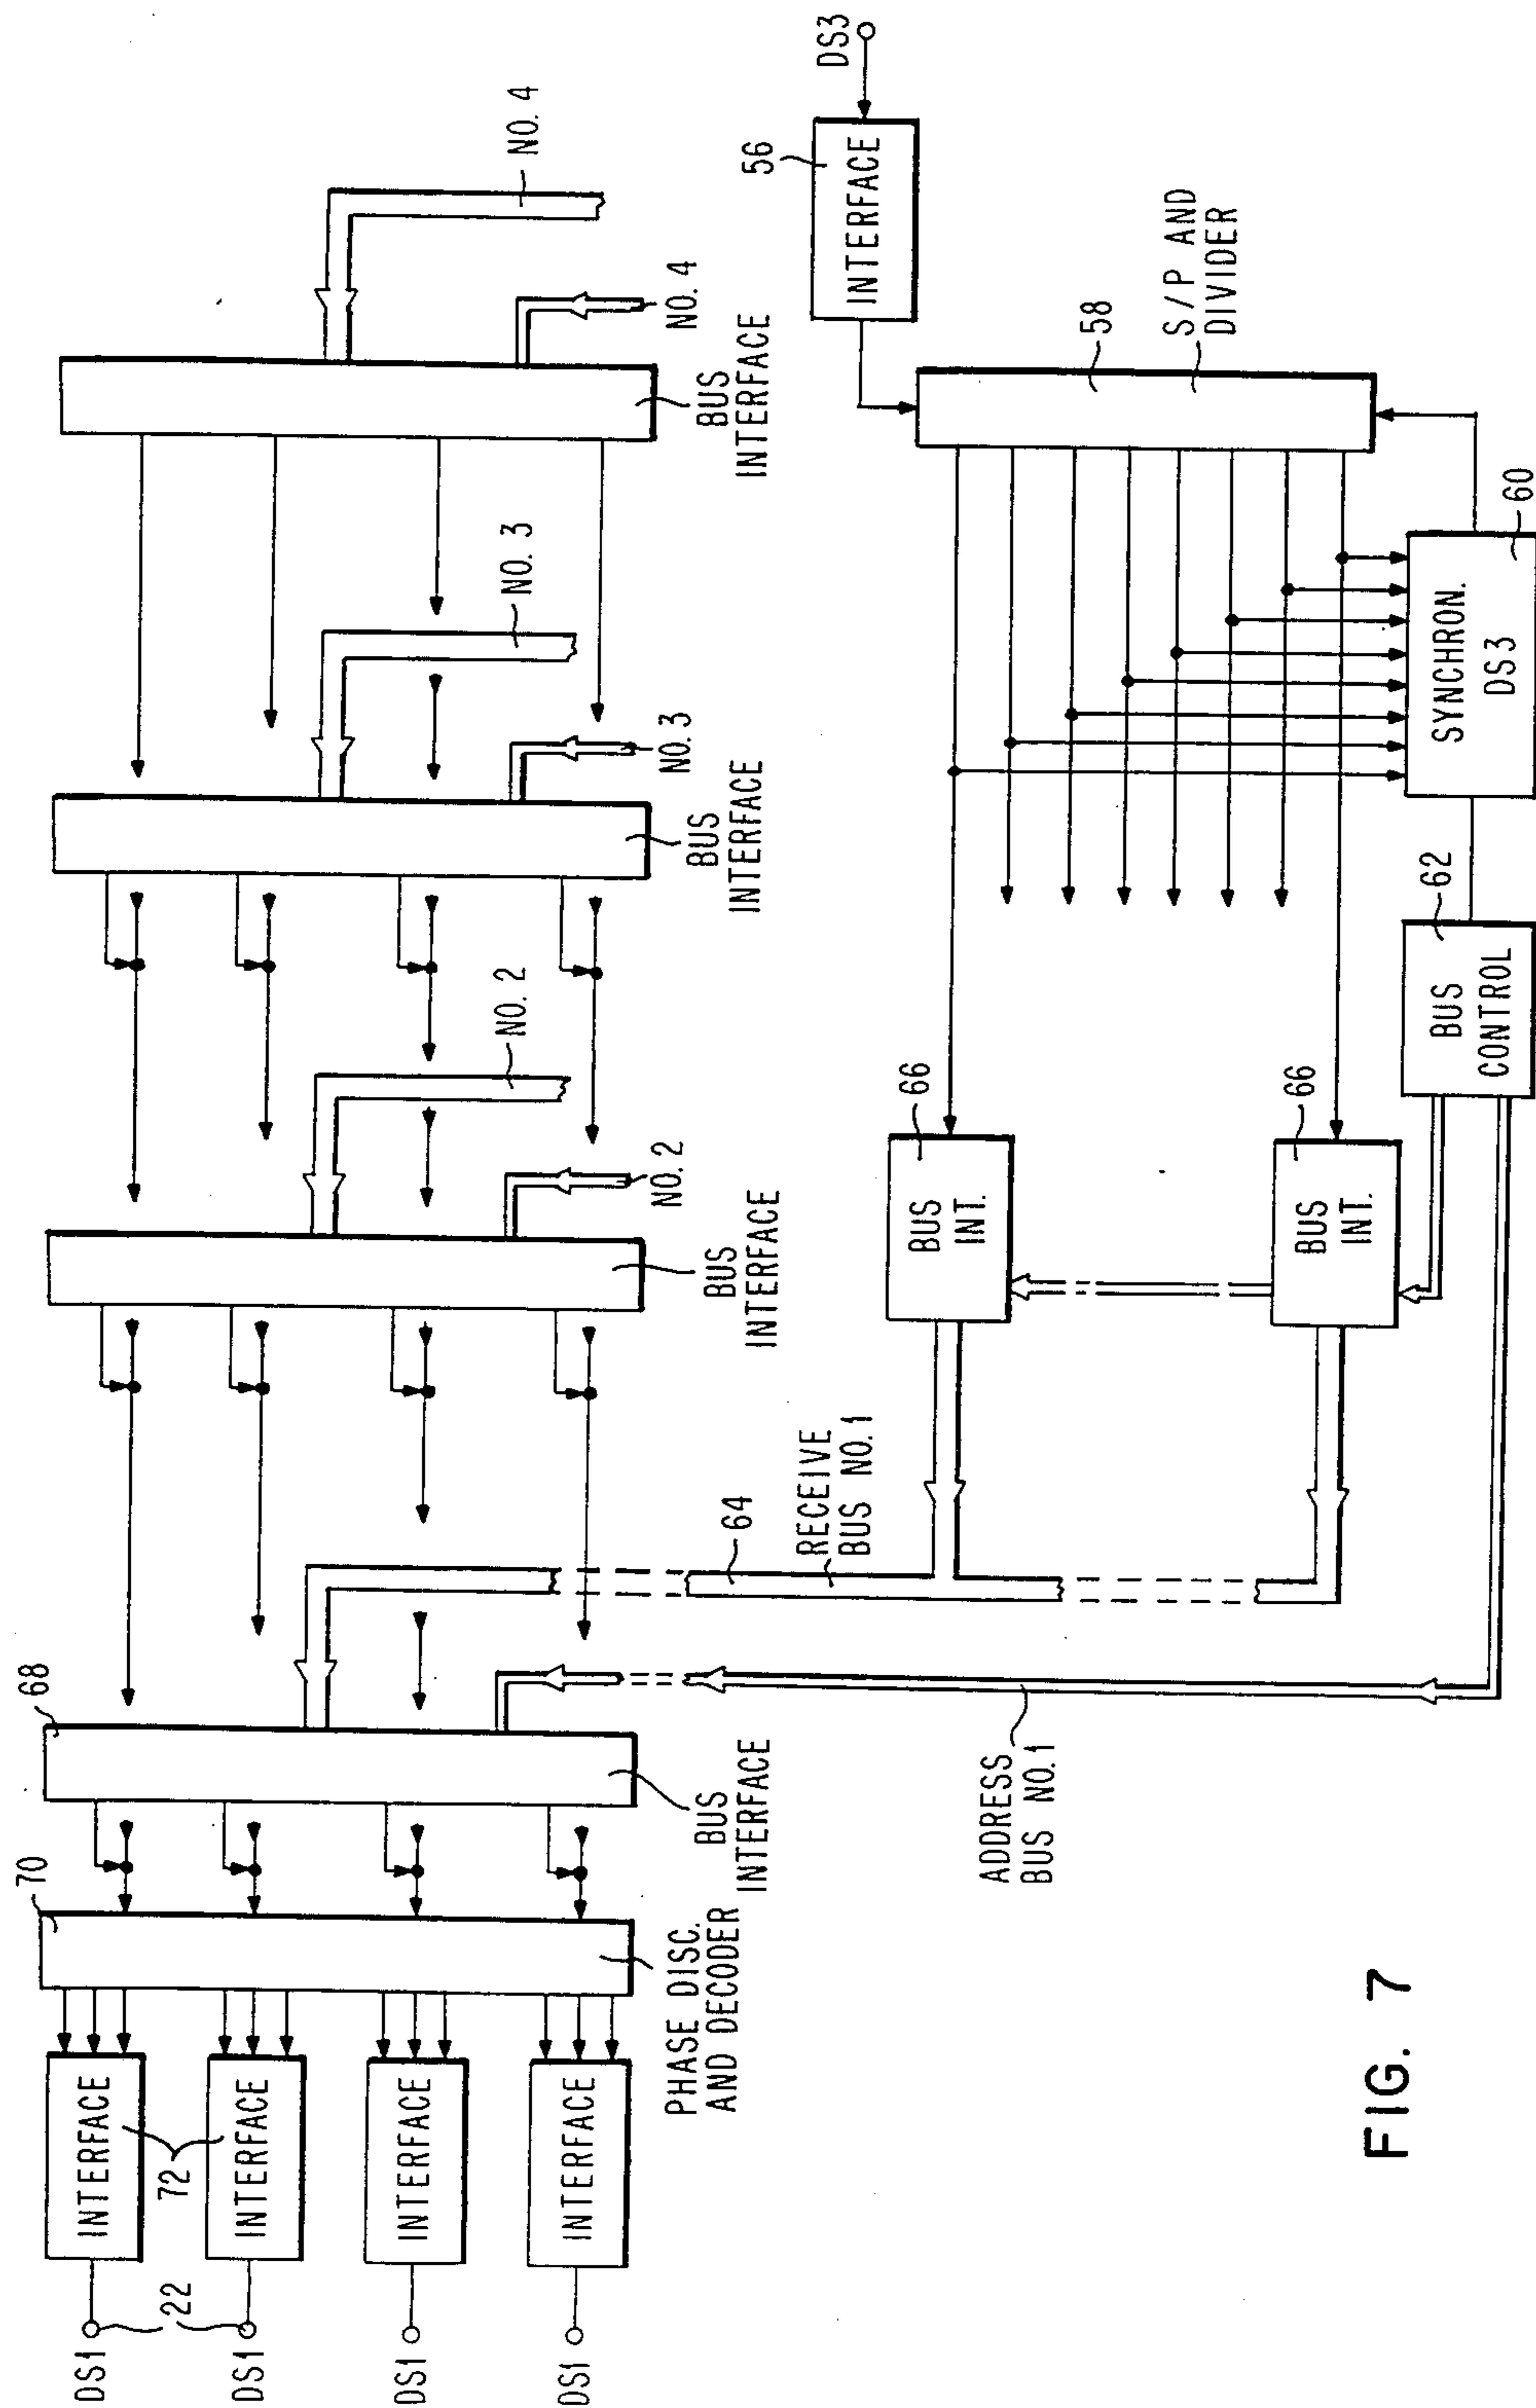 DS1
22
DS1
DS1
DS1
INTERFACE
72
INTERFACE
INTERFACE
INTERFACE
70
PHASE DISC.
AND DECODER
68
BUS
INTERFACE
BUS
INTERFACE
NO. 2
NO. 2
BUS
INTERFACE
NO. 3
NO. 3
BUS
INTERFACE
NO. 4
NO. 4
ADDRESS
BUS NO. 1
64
RECEIVE
BUS NO. 1
66
BUS
INT.
66
BUS
INT.
62
BUS
CONTROL
SYNCHRON.
DS3
60
58
S/P AND
DIVIDER
56
INTERFACE
DS3
FIG. 7